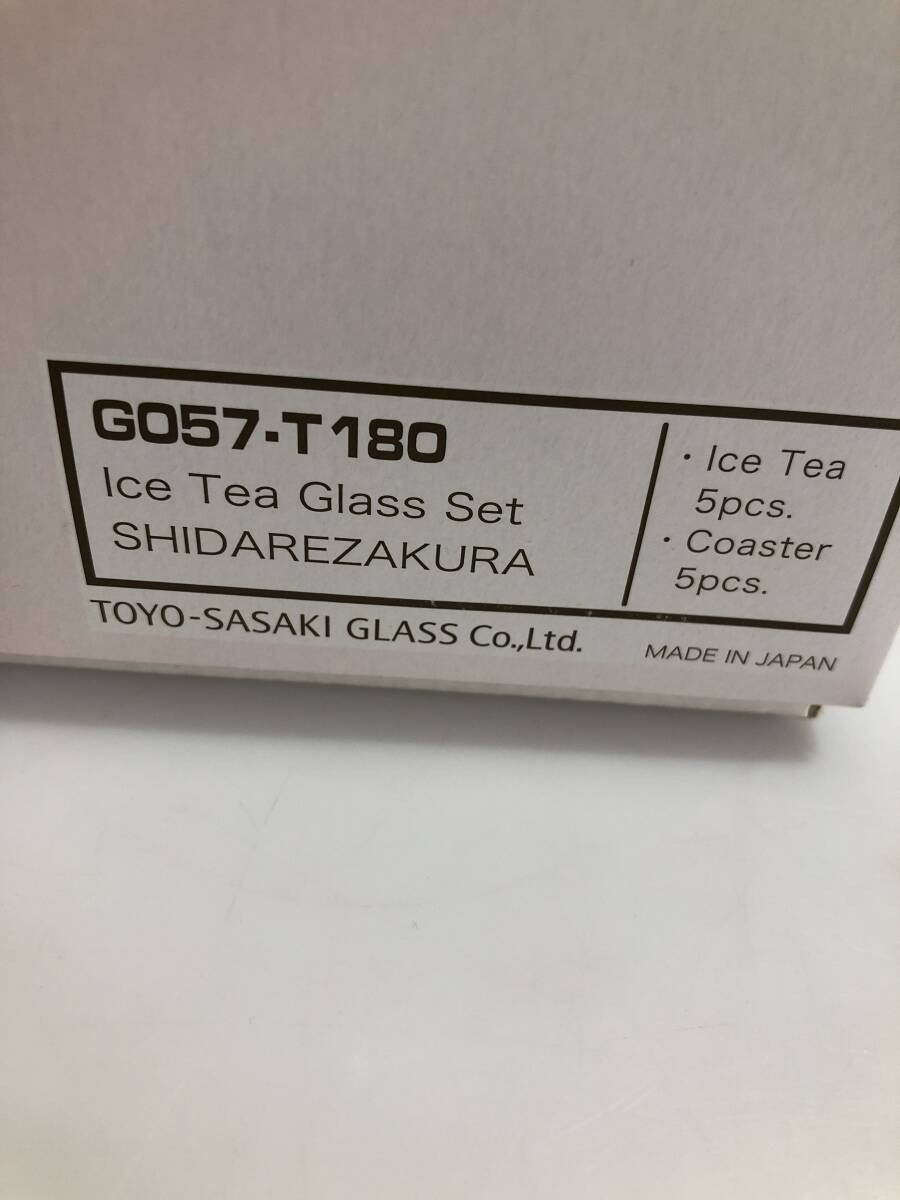 G057-T180
Ice Tea Glass Set
SHIDAREZAKURA
・Ice Tea
5pcs.
・Coaster
5pcs.
TOYO-SASAKI GLASS Co.,Ltd.
MADE IN JAPAN